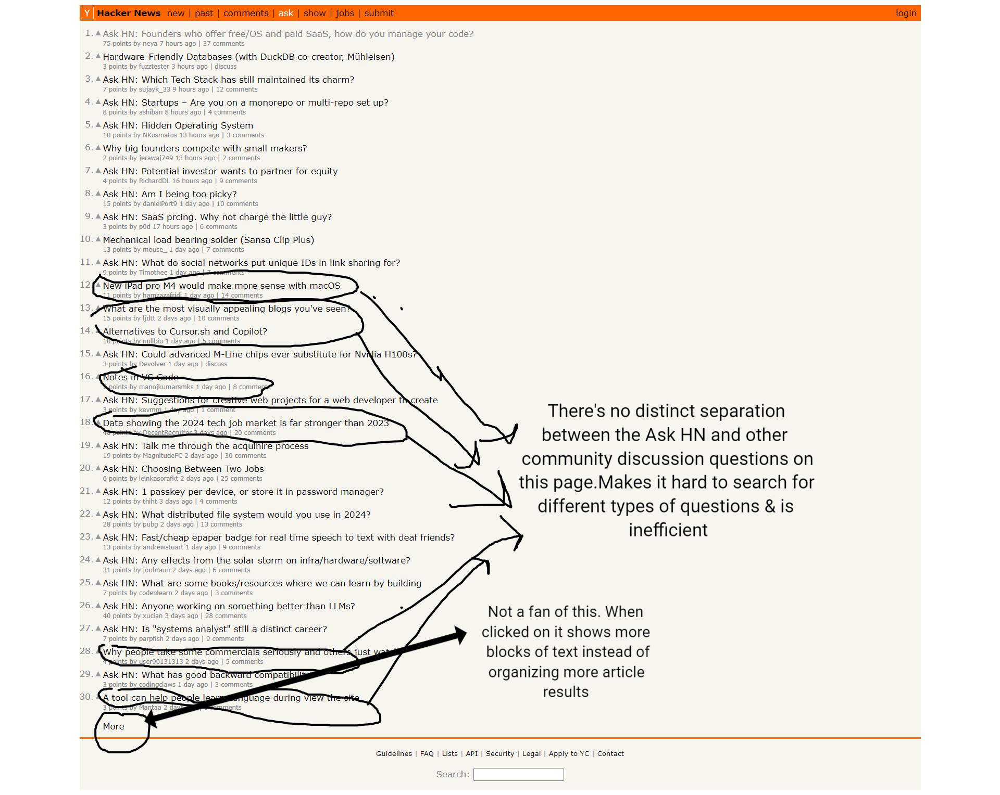 Y Hacker News new | past | comments | ask | show | jobs | submit login
1. Ask HN: Founders who offer free/OS and paid SaaS, how do you manage your code?
75 points by neya 7 hours ago | 37 comments
2. Hardware-Friendly Databases (with DuckDB co-creator, Mühleisen)
3 points by fuzztester 3 hours ago | discuss
3. Ask HN: Which Tech Stack has still maintained its charm?
7 points by sujayk_33 9 hours ago | 12 comments
4. Ask HN: Startups – Are you on a monorepo or multi-repo set up?
8 points by ashiban 8 hours ago | 4 comments
5. Ask HN: Hidden Operating System
10 points by NKosmatos 13 hours ago | 3 comments
6. Why big founders compete with small makers?
2 points by jerawaj749 13 hours ago | 2 comments
7. Ask HN: Potential investor wants to partner for equity
4 points by RichardDL 16 hours ago | 9 comments
8. Ask HN: Am I being too picky?
15 points by danielPort9 1 day ago | 10 comments
9. Ask HN: SaaS prcing. Why not charge the little guy?
3 points by p0d 17 hours ago | 6 comments
10. Mechanical load bearing solder (Sansa Clip Plus)
13 points by mouse_ 1 day ago | 7 comments
11. Ask HN: What do social networks put unique IDs in link sharing for?
9 points by Timothee 1 day ago | 7 comments
12. New iPad pro M4 would make more sense with macOS
11 points by hamzazafridi 1 day ago | 14 comments
13. What are the most visually appealing blogs you've seen?
15 points by ljdtt 2 days ago | 10 comments
14. Alternatives to Cursor.sh and Copilot?
10 points by nullbio 1 day ago | 5 comments
15. Ask HN: Could advanced M-Line chips ever substitute for Nvidia H100s?
3 points by Devolver 1 day ago | discuss
16. Notes in VS Code
points by manojkumarsmks 1 day ago | 8 comments
17. Ask HN: Suggestions for creative web projects for a web developer to create
3 points by kevmm 1 day ago | 1 comment
18. Data showing the 2024 tech job market is far stronger than 2023
points by DecentRecruiter 3 days ago | 20 comments
19. Ask HN: Talk me through the acquihire process
19 points by MagnitudeFC 2 days ago | 30 comments
20. Ask HN: Choosing Between Two Jobs
6 points by leinkasorafkt 2 days ago | 25 comments
21. Ask HN: 1 passkey per device, or store it in password manager?
12 points by thiht 3 days ago | 4 comments
22. Ask HN: What distributed file system would you use in 2024?
28 points by pubg 2 days ago | 13 comments
23. Ask HN: Fast/cheap epaper badge for real time speech to text with deaf friends?
13 points by andrewstuart 1 day ago | 9 comments
24. Ask HN: Any effects from the solar storm on infra/hardware/software?
31 points by jonbraun 2 days ago | 6 comments
25. Ask HN: What are some books/resources where we can learn by building
7 points by codenlearn 2 days ago | 3 comments
26. Ask HN: Anyone working on something better than LLMs?
40 points by xucian 3 days ago | 28 comments
27. Ask HN: Is "systems analyst" still a distinct career?
7 points by parpfish 2 days ago | 9 comments
28. Why people take some commercials seriously and others just
4 points by user90131313 2 days ago | 5 comments
29. Ask HN: What has good backward compatibility
3 points by codingclaws 1 day ago | 3 comments
30. A tool can help people learn language during view the site
3 points by Mantaa 2 days | comments
More
There's no distinct separation
between the Ask HN and other
community discussion questions on
this page.Makes it hard to search for
different types of questions & is
inefficient
Not a fan of this. When
clicked on it shows more
blocks of text instead of
organizing more article
results
Guidelines | FAQ | Lists | API | Security | Legal | Apply to YC | Contact
Search: